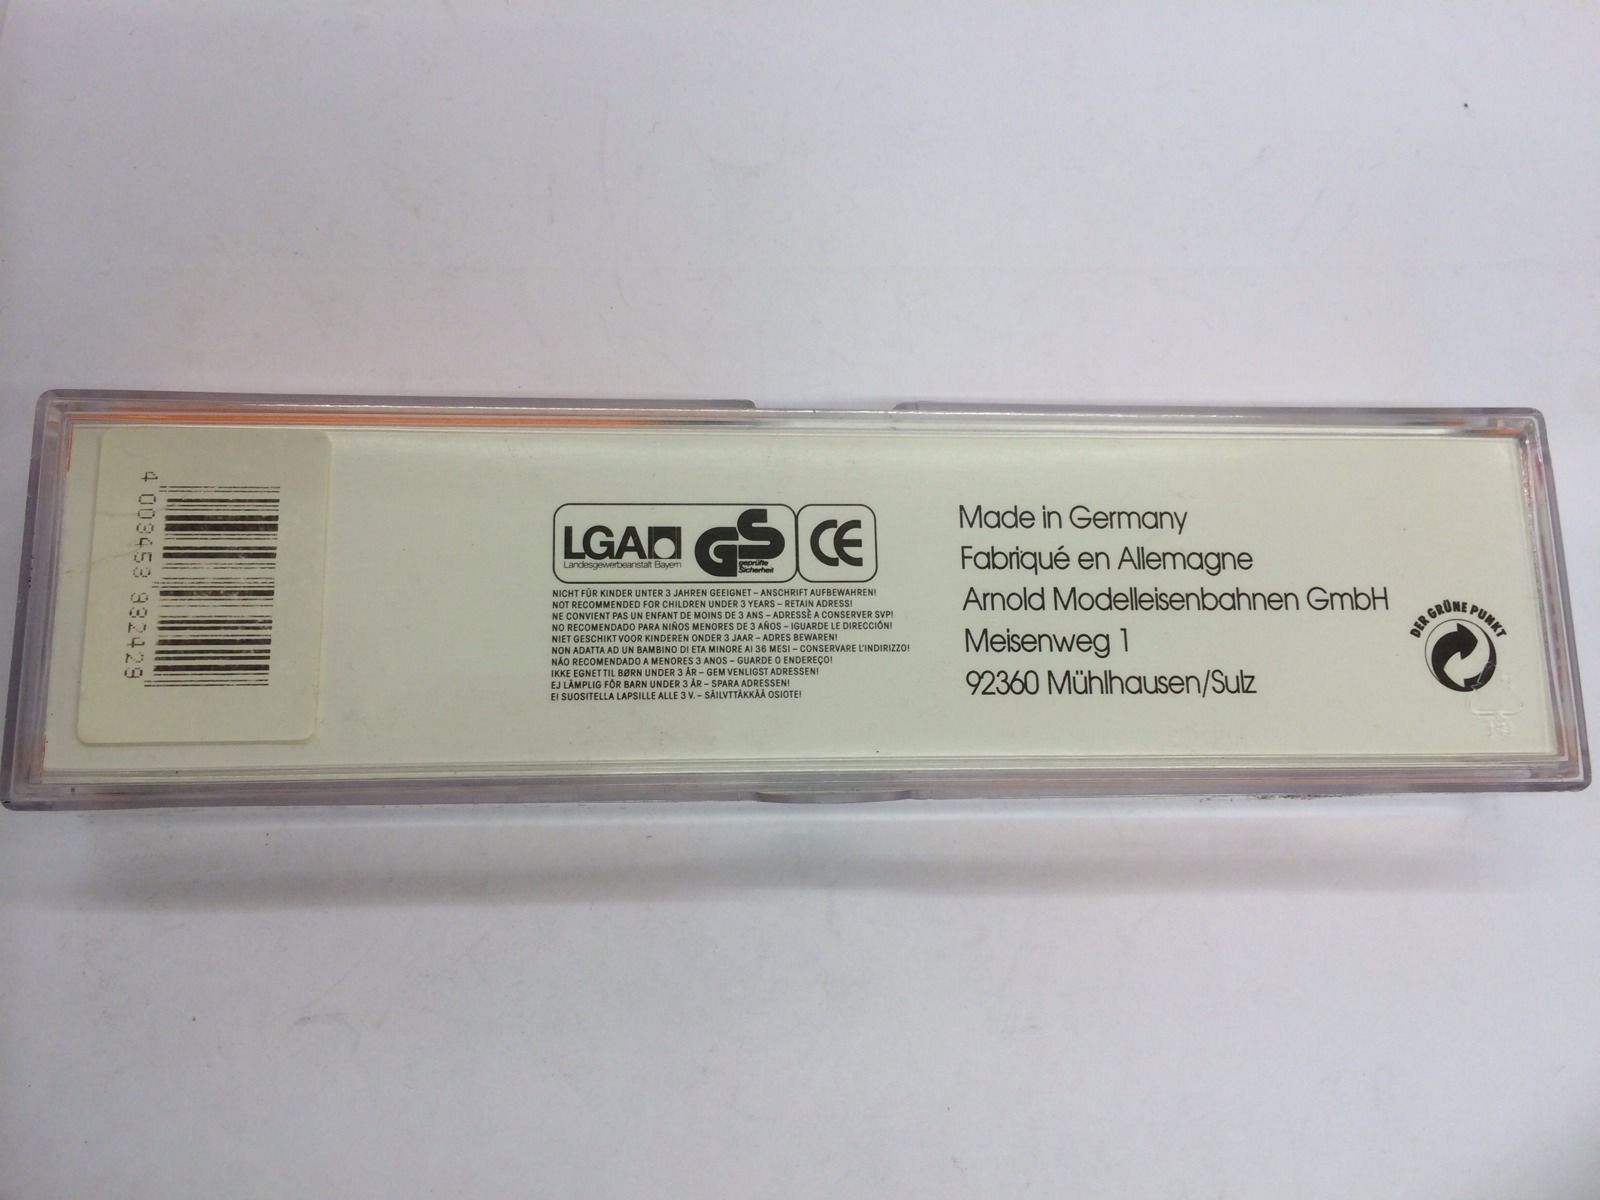 4 003453 932429
LGA
Landesgewerbeanstalt Bayern
GS
geprüfte
Sicherheit
CE
NICHT FÜR KINDER UNTER 3 JAHREN GEEIGNET – ANSCHRIFT AUFBEWAHREN!
NOT RECOMMENDED FOR CHILDREN UNDER 3 YEARS – RETAIN ADRESS!
NE CONVIENT PAS UN ENFANT DE MOINS DE 3 ANS – ADRESSÈ A CONSERVER SVP!
NO RECOMENDADO PARA NIÑOS MENORES DE 3 AÑOS – IGUARDE LE DIRECCIÓN!
NIET GESCHIKT VOOR KINDEREN ONDER 3 JAAR – ADRES BEWAREN!
NON ADATTA AD UN BAMBINO DI ETA MINORE AI 36 MESI – CONSERVARE L'INDIRIZZO!
NÃO RECOMENDADO A MENORES 3 ANOS – GUARDE O ENDEREÇO!
IKKE EGNET TIL BØRN UNDER 3 ÅR – GEM VENLIGST ADRESSEN!
EJ LÄMPLIG FÖR BARN UNDER 3 ÅR – SPARA ADRESSEN!
EI SUOSITELLA LAPSILLE ALLE 3 V. – SÄILVTTÄKKÄÄ OSIOTE!
Made in Germany
Fabriqué en Allemagne
Arnold Modelleisenbahnen GmbH
Meisenweg 1
92360 Mühlhausen/Sulz
DER GRÜNE PUNKT